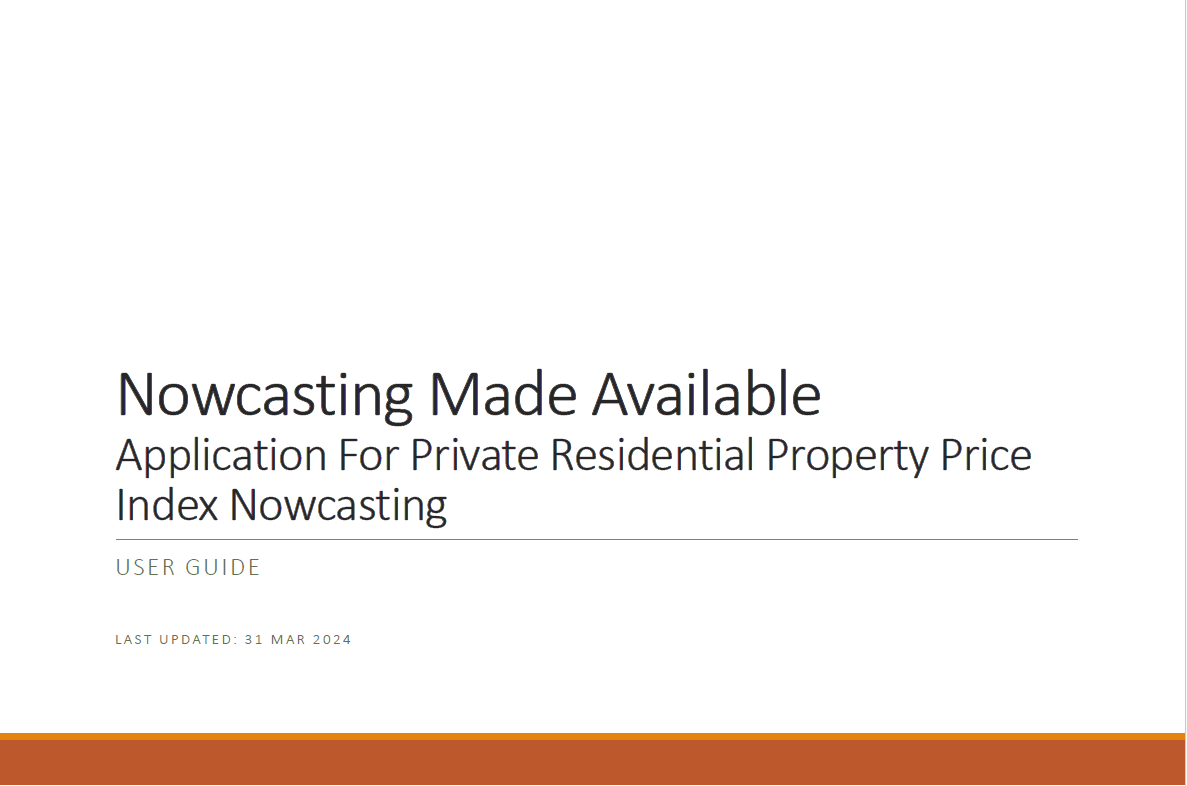 Nowcasting Made Available
Application For Private Residential Property Price
Index Nowcasting
USER GUIDE
LAST UPDATED: 31 MAR 2024